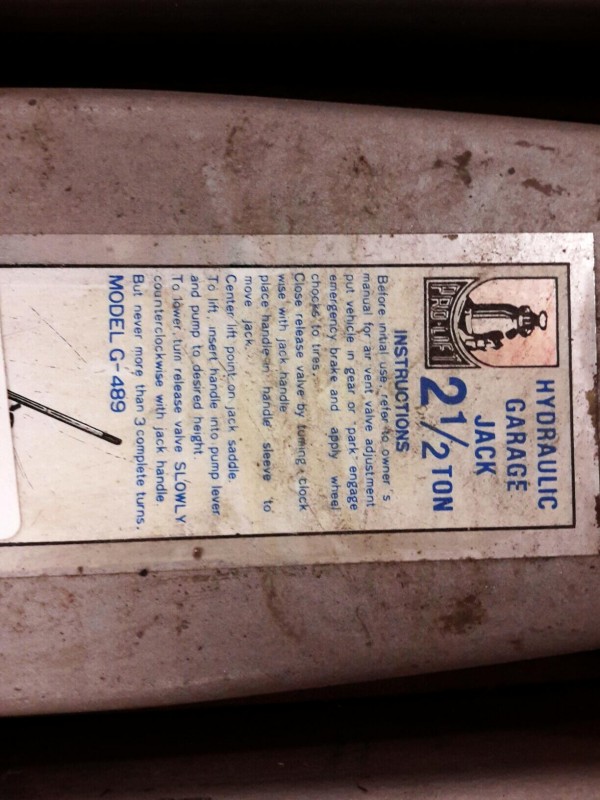 HYDRAULIC
GARAGE
JACK
2 1/2 TON
PRO-LIFT
INSTRUCTIONS
Before initial use, refer to owner's
manual for air vent valve adjustment
put vehicle in gear or "park" engage
emergency brake and apply wheel
chocks to tires.
Close release valve by turning clock
wise with jack handle
place handle in handle sleeve to
move jack.
Center lift point on jack saddle.
To lift, insert handle into pump lever
and pump to desired height.
To lower, turn release valve SLOWLY
counterclockwise with jack handle.
But never more than 3 complete turns.
MODEL G-489